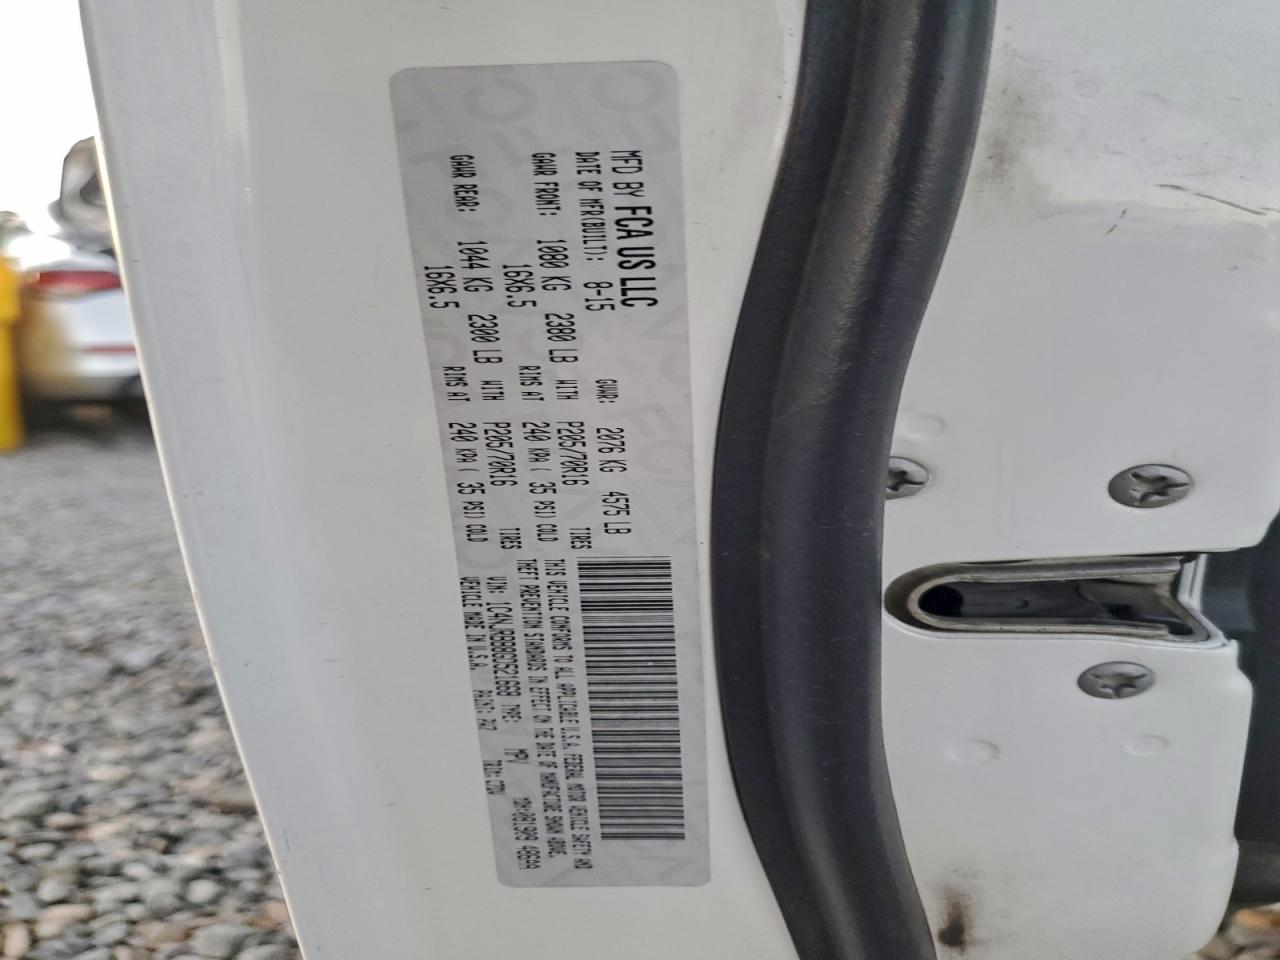 MFD BY FCA US LLC
DATE OF MFR(BUILT): 8-15 GVWR: 2076 KG 4575 LB
GAWR FRONT: 1080 KG 2380 LB WITH P205/70R16 TIRES
16X6.5 RIMS AT 240 KPA( 35 PSI) COLD
GAWR REAR: 1044 KG 2300 LB WITH P205/70R16 TIRES
16X6.5 RIMS AT 240 KPA( 35 PSI) COLD
THIS VEHICLE CONFORMS TO ALL APPLICABLE U.S.A. FEDERAL MOTOR VEHICLE SAFETY AND
THEFT PREVENTION STANDARDS IN EFFECT ON THE DATE OF MANUFACTURE SHOWN ABOVE.
VIN: TYPE: MPV
VEHICLE MADE IN U.S.A. PAINT: TRIM: